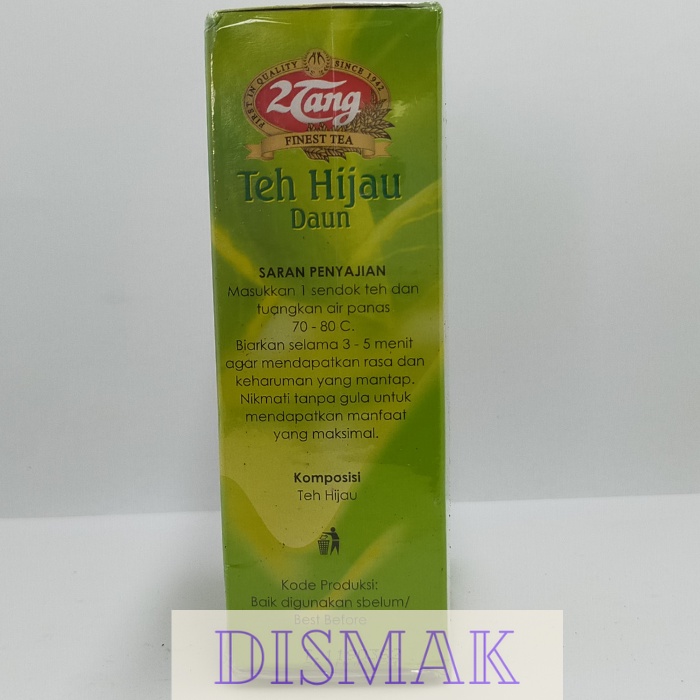 FIRST IN QUALITY SINCE 1942
2Tang
FINEST TEA
Teh Hijau
Daun
SARAN PENYAJIAN
Masukkan 1 sendok teh dan
tuangkan air panas
70 - 80 C.
Biarkan selama 3 - 5 menit
agar mendapatkan rasa dan
keharuman yang mantap.
Nikmati tanpa gula untuk
mendapatkan manfaat
yang maksimal.
Komposisi
Teh Hijau
Kode Produksi:
Baik digunakan sbelum/
Best Before
DISMAK